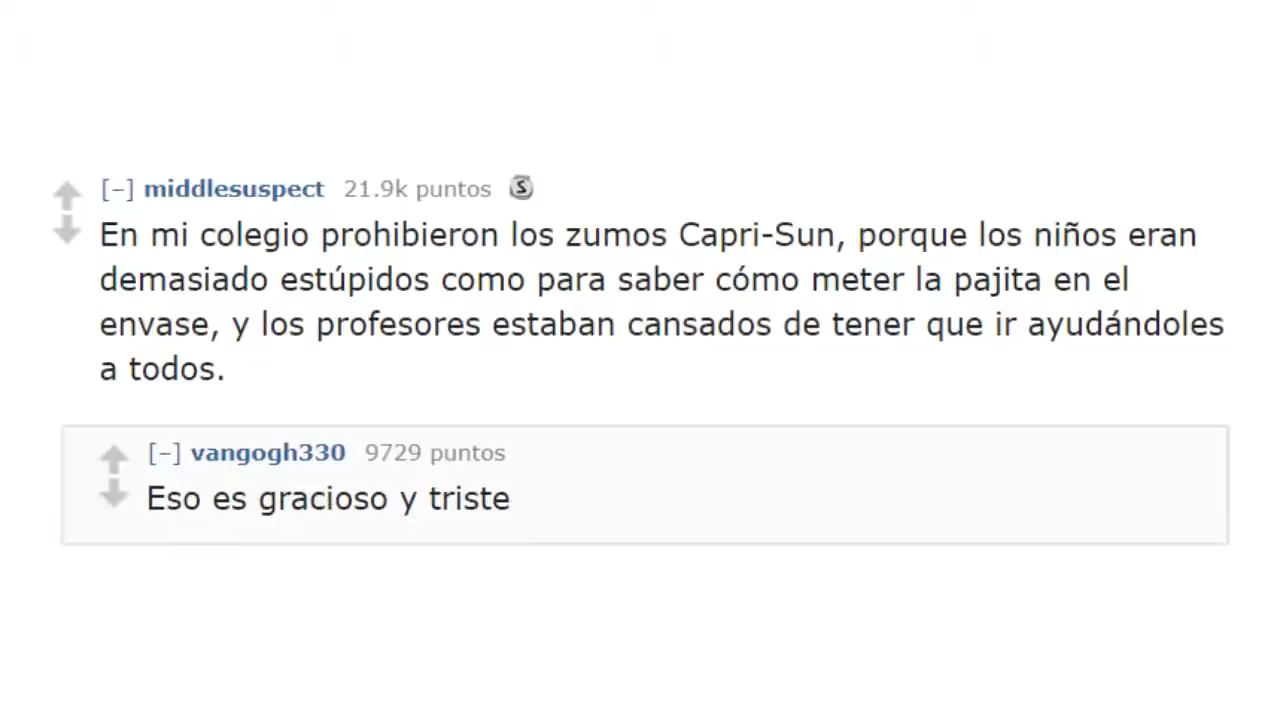 [–] middlesuspect 21.9k puntos S
En mi colegio prohibieron los zumos Capri-Sun, porque los niños eran
demasiado estúpidos como para saber cómo meter la pajita en el
envase, y los profesores estaban cansados de tener que ir ayudándoles
a todos.
[–] vangogh330 9729 puntos
Eso es gracioso y triste